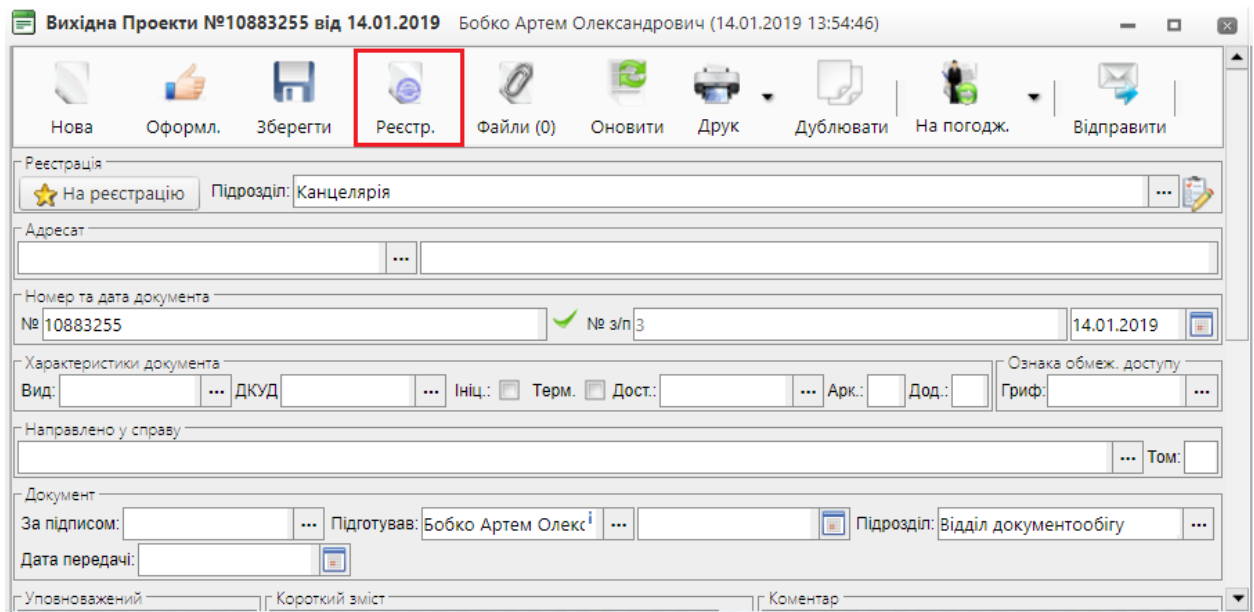 Вихідна Проекти №10883255 від 14.01.2019 Бобко Артем Олександрович (14.01.2019 13:54:46)
Нова Оформл. Зберегти Реєстр. Файли (0) Оновити Друк Дублювати На погодж. Відправити
Реєстрація
На реєстрацію Підрозділ: Канцелярія ...
Адресат
...
Номер та дата документа
№ 10883255 № з/п 3 14.01.2019
Характеристики документа Ознака обмеж. доступу
Вид: ... ДКУД ... Ініц.: Терм. Дост.: ... Арк.: Дод.: Гриф: ...
Направлено у справу
... Том:
Документ
За підписом: ... Підготував: Бобко Артем Олекс i ... Підрозділ: Відділ документообігу ...
Дата передачі:
Уповноважений Короткий зміст Коментар